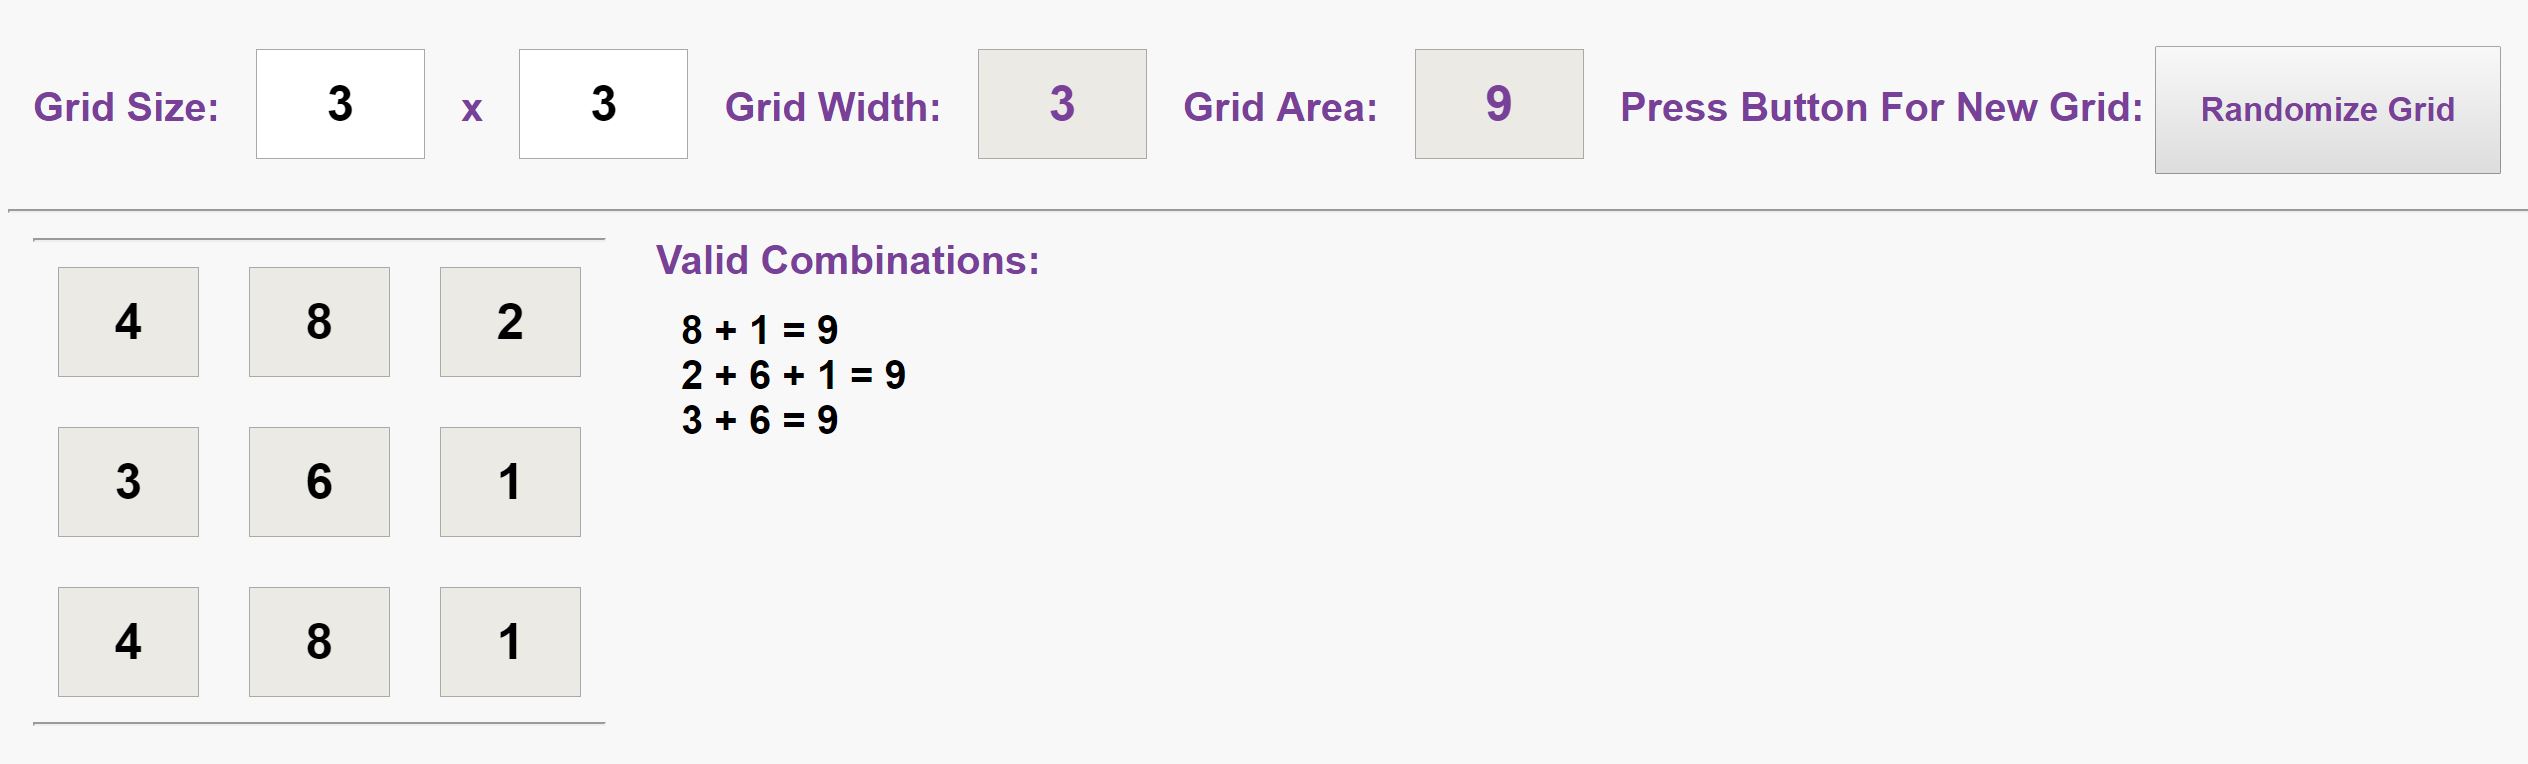 Grid Size: 3 x 3 Grid Width: 3 Grid Area: 9 Press Button For New Grid: Randomize Grid
4 8 2
3 6 1
4 8 1
Valid Combinations:
8 + 1 = 9
2 + 6 + 1 = 9
3 + 6 = 9